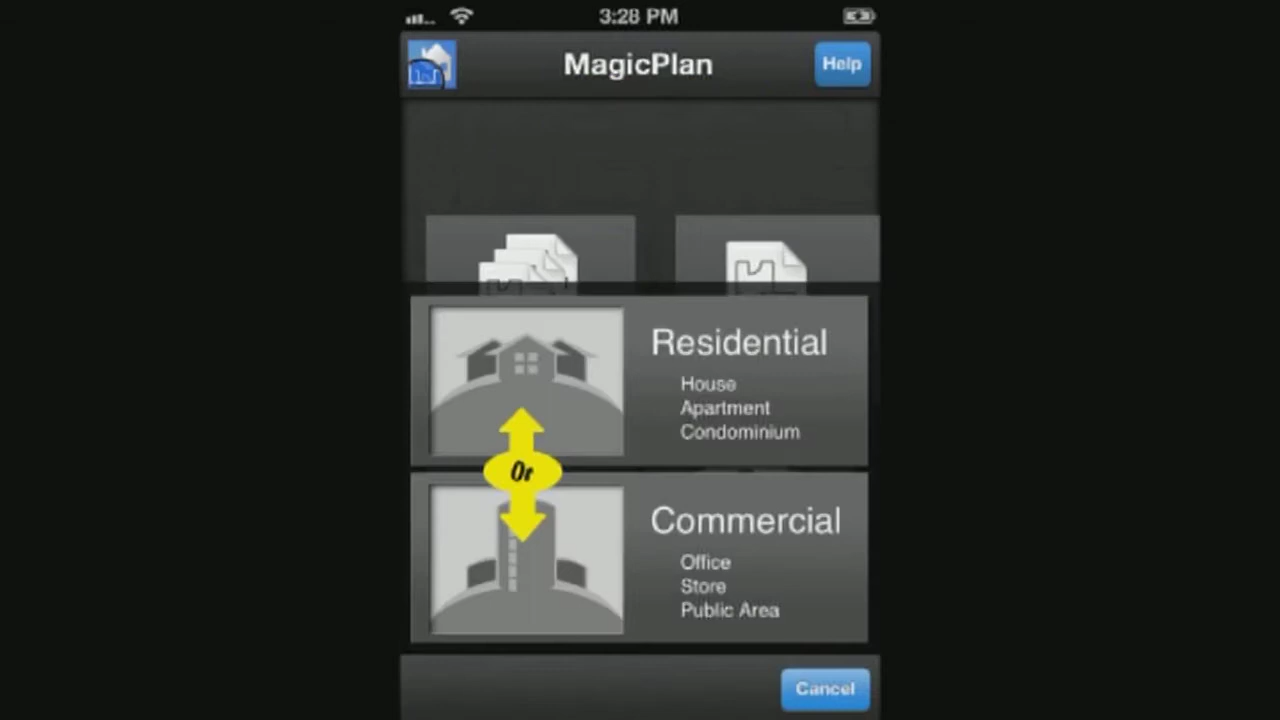 3:28 PM
MagicPlan
Help
Residential
House
Apartment
Condominium
Or
Commercial
Office
Store
Public Area
Cancel